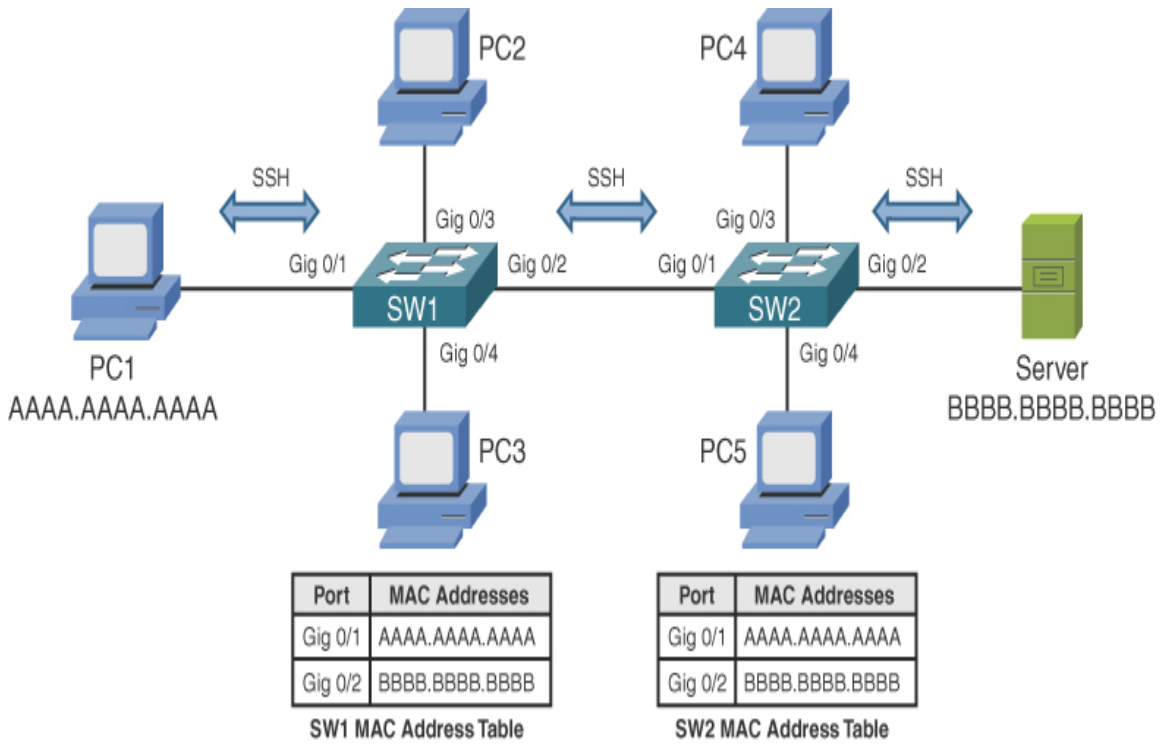 PC2
PC4
SSH
SSH
SSH
Gig 0/3
Gig 0/3
Gig 0/1
Gig 0/2
Gig 0/1
Gig 0/2
SW1
SW2
Gig 0/4
Gig 0/4
PC1
AAAA.AAAA.AAAA
Server
BBBB.BBBB.BBBB
PC3
PC5
Port MAC Addresses
Gig 0/1 AAAA.AAAA.AAAA
Gig 0/2 BBBB.BBBB.BBBB
SW1 MAC Address Table
Port MAC Addresses
Gig 0/1 AAAA.AAAA.AAAA
Gig 0/2 BBBB.BBBB.BBBB
SW2 MAC Address Table